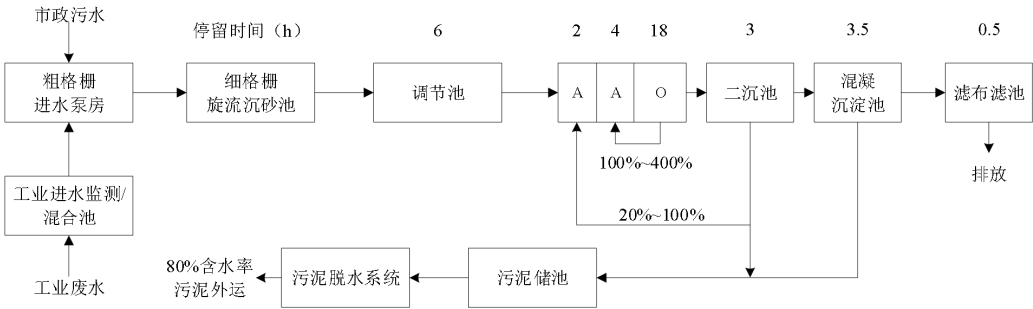 市政污水
停留时间（h）
6
2
4
18
3
3.5
0.5
粗格栅
进水泵房
细格栅
旋流沉砂池
调节池
A
A
O
二沉池
混凝
沉淀池
滤布滤池
100%~400%
排放
工业进水监测/
混合池
20%~100%
80%含水率
污泥外运
污泥脱水系统
污泥储池
工业废水